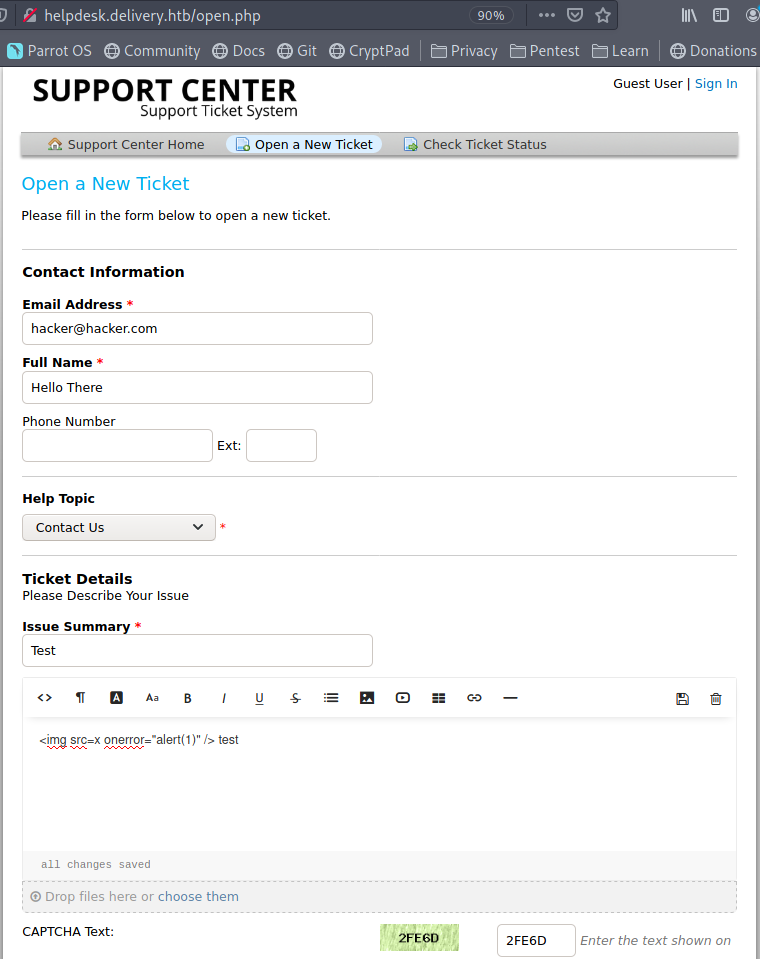 helpdesk.delivery.htb/open.php 90%
Parrot OS Community Docs Git CryptPad Privacy Pentest Learn Donations
SUPPORT CENTER
Support Ticket System
Guest User | Sign In
Support Center Home Open a New Ticket Check Ticket Status
Open a New Ticket
Please fill in the form below to open a new ticket.
Contact Information
Email Address *
hacker@hacker.com
Full Name *
Hello There
Phone Number
Ext:
Help Topic
Contact Us *
Ticket Details
Please Describe Your Issue
Issue Summary *
Test
<> ¶ A Aa B I U S
<img src=x onerror="alert(1)" /> test
all changes saved
Drop files here or choose them
CAPTCHA Text: 2FE6D 2FE6D Enter the text shown on